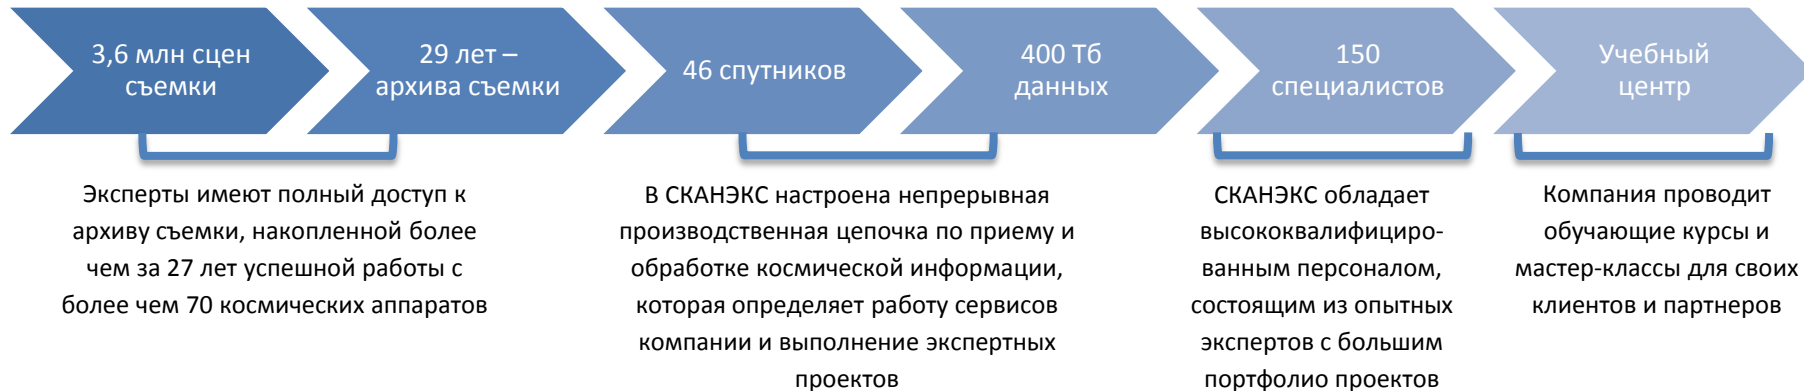 3,6 млн сцен
съемки
29 лет –
архива съемки
46 спутников
400 Тб
данных
150
специалистов
Учебный
центр
Эксперты имеют полный доступ к
архиву съемки, накопленной более
чем за 27 лет успешной работы с
более чем 70 космических аппаратов
В СКАНЭКС настроена непрерывная
производственная цепочка по приему и
обработке космической информации,
которая определяет работу сервисов
компании и выполнение экспертных
проектов
СКАНЭКС обладает
высококвалифициро-
ванным персоналом,
состоящим из опытных
экспертов с большим
портфолио проектов
Компания проводит
обучающие курсы и
мастер-классы для своих
клиентов и партнеров